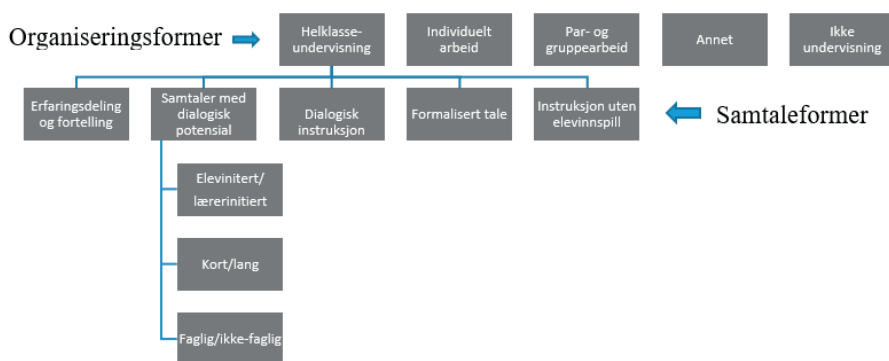 Organiseringsformer
Helklasse-
undervisning
Individuelt
arbeid
Par- og
gruppearbeid
Annet
Ikke
undervisning
Erfaringsdeling
og fortelling
Samtaler med
dialogisk
potensial
Dialogisk
instruksjon
Formalisert tale
Instruksjon uten
elevinnspill
Samtaleformer
Elevinitert/
lærerinitiert
Kort/lang
Faglig/ikke-faglig